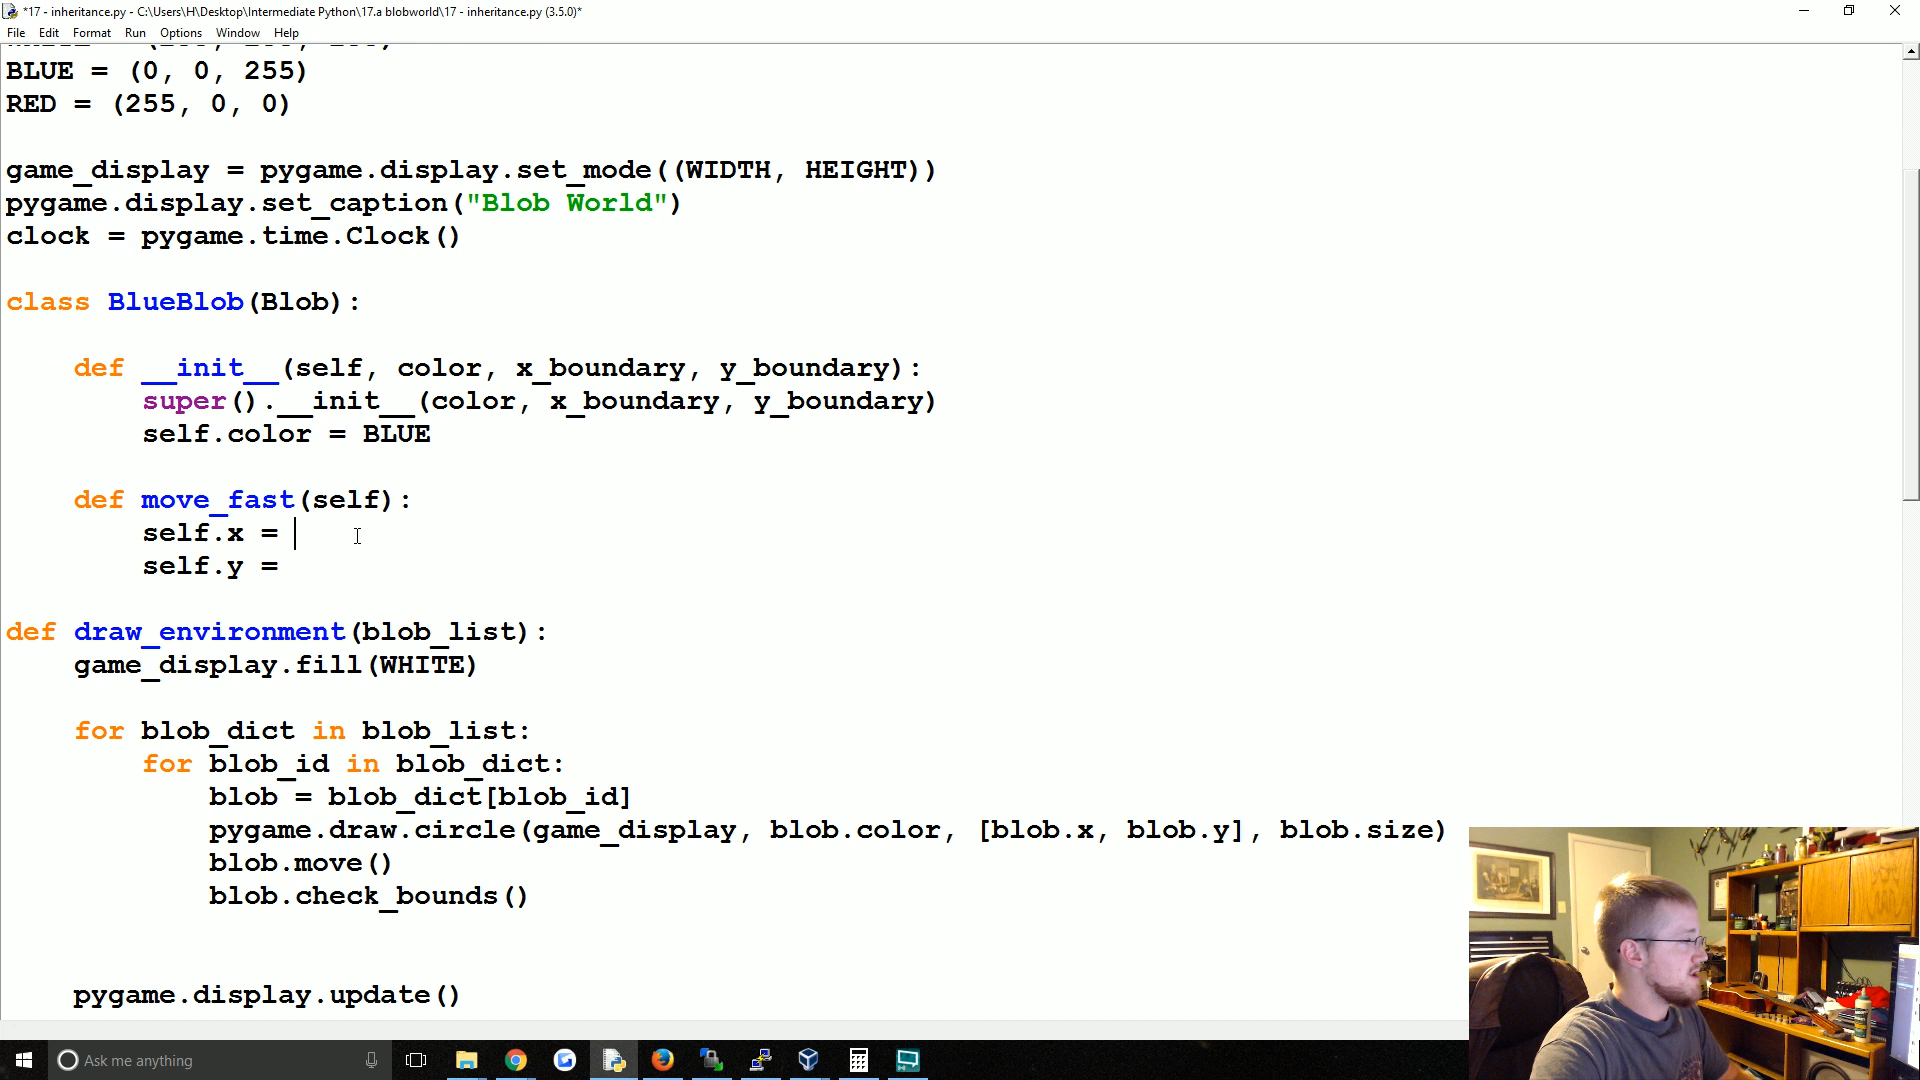 *17 - inheritance.py - C:\Users\H\Desktop\Intermediate Python\17.a blobworld\17 - inheritance.py (3.5.0)*
File Edit Format Run Options Window Help
BLUE = (0, 0, 255)
RED = (255, 0, 0)
game_display = pygame.display.set_mode((WIDTH, HEIGHT))
pygame.display.set_caption("Blob World")
clock = pygame.time.Clock()
class BlueBlob(Blob):
def __init__(self, color, x_boundary, y_boundary):
super().__init__(color, x_boundary, y_boundary)
self.color = BLUE
def move_fast(self):
self.x =
self.y =
def draw_environment(blob_list):
game_display.fill(WHITE)
for blob_dict in blob_list:
for blob_id in blob_dict:
blob = blob_dict[blob_id]
pygame.draw.circle(game_display, blob.color, [blob.x, blob.y], blob.size)
blob.move()
blob.check_bounds()
pygame.display.update()
Ask me anything